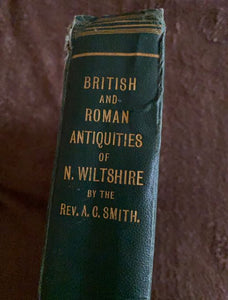 BRITISH
AND
ROMAN
ANTIQUITIES
OF
N. WILTSHIRE
BY THE
REV. A. C. SMITH.